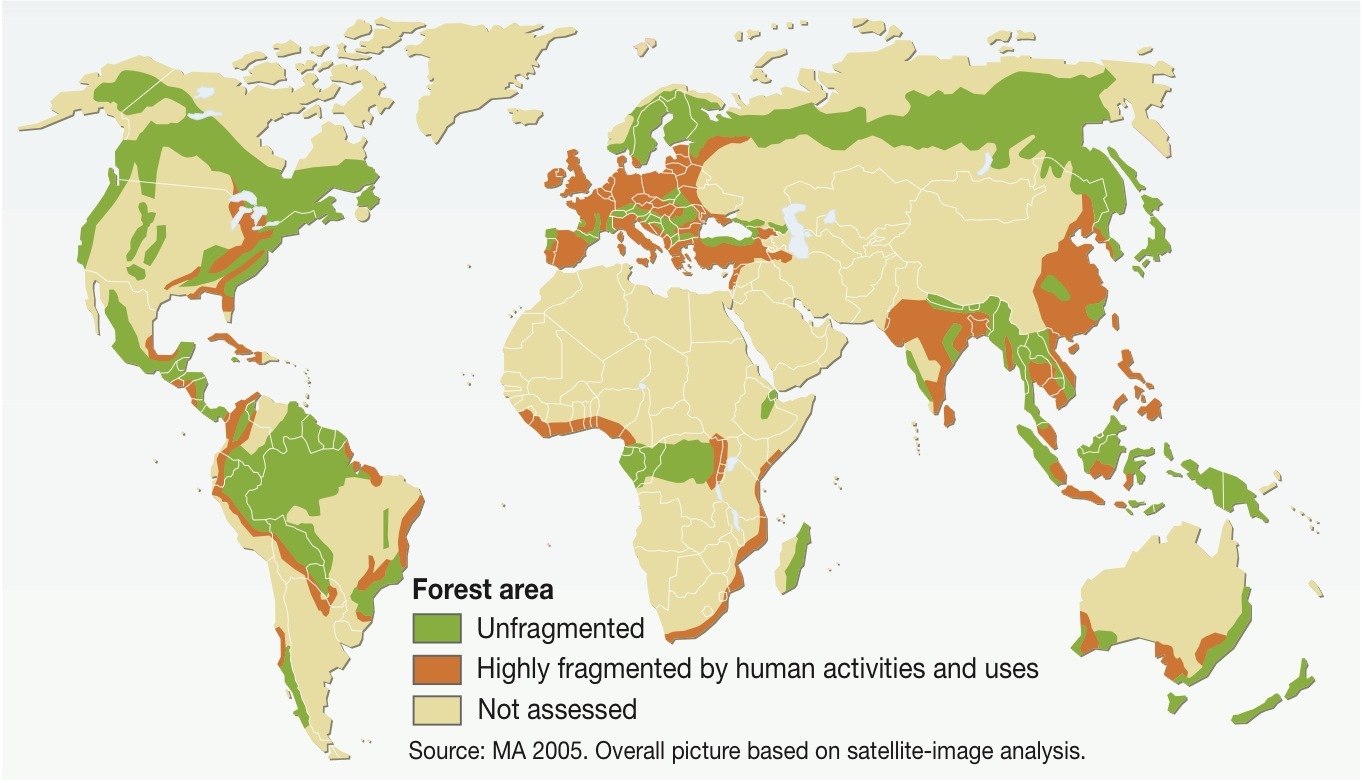 Forest area
Unfragmented
Highly fragmented by human activities and uses
Not assessed
Source: MA 2005. Overall picture based on satellite-image analysis.